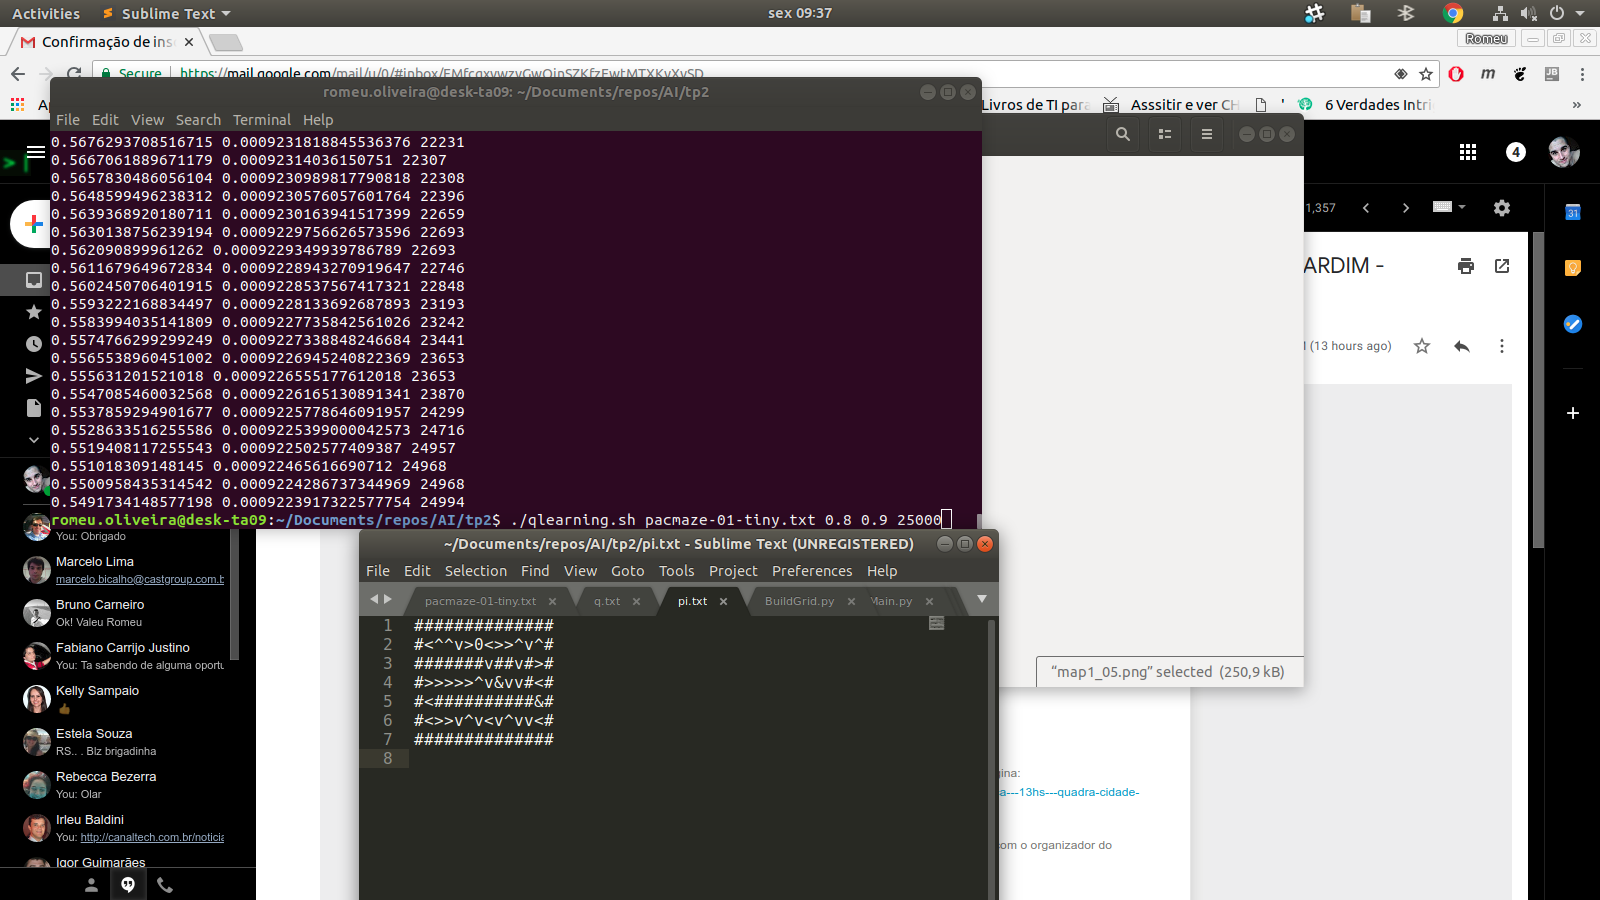 Activities
Sublime Text
sex 09:37
Confirmação de ins
Romeu
Secure
https://mail.google.com/mail/u/0/#inbox/
Livros de TI para
Asssitir e ver CH
6 Verdades Intri
»
romeu.oliveira@desk-ta09: ~/Documents/repos/AI/tp2
File Edit View Search Terminal Help
0.5676293708516715 0.0009231818845536376 22231
0.5667061889671179 0.00092314036150751 22307
0.5657830486056104 0.0009230989817790818 22308
0.5648599496238312 0.0009230576057601764 22396
0.5639368920180711 0.0009230163941517399 22659
0.5630138756239194 0.0009229756626573596 22693
0.562090899961262 0.0009229349939786789 22693
0.5611679649672834 0.0009228943270919647 22746
0.5602450706401915 0.0009228537567417321 22848
0.5593222168834497 0.0009228133692687893 23193
0.5583994035141809 0.0009227735842561026 23242
0.5574766299299249 0.0009227338848246684 23441
0.5565538960451002 0.0009226945240822369 23653
0.555631201521018 0.0009226555177612018 23653
0.5547085460032568 0.0009226165130891341 23870
0.5537859294901677 0.0009225778646091957 24299
0.5528633516255586 0.0009225399000042573 24716
0.5519408117255543 0.000922502577409387 24957
0.551018309148145 0.000922465616690712 24968
0.5500958435314542 0.0009224286737344969 24968
0.5491734148577198 0.0009223917322577754 24994
romeu.oliveira@desk-ta09:~/Documents/repos/AI/tp2$ ./qlearning.sh pacmaze-01-tiny.txt 0.8 0.9 25000
4
1,357
31
ARDIM -
(13 hours ago)
“map1_05.png” selected (250,9 kB)
gina:
a---13hs---quadra-cidade-
com o organizador do
You: Obrigado
Marcelo Lima
marcelo.bicalho@castgroup.com.b
Bruno Carneiro
Ok! Valeu Romeu
Fabiano Carrijo Justino
You: Ta sabendo de alguma oportu
Kelly Sampaio
Estela Souza
RS.. . Blz brigadinha
Rebecca Bezerra
You: Olar
Irleu Baldini
You: http://canaltech.com.br/noticia
Igor Guimarães
~/Documents/repos/AI/tp2/pi.txt - Sublime Text (UNREGISTERED)
File Edit Selection Find View Goto Tools Project Preferences Help
pacmaze-01-tiny.txt
q.txt
pi.txt
BuildGrid.py
Main.py
1 ##############
2 #<^^v>0<>>^v^#
3 #######v##v#>#
4 #>>>>>^v&vv#<#
5 #<##########&#
6 #<>>v^v<v^vv<#
7 ##############
8